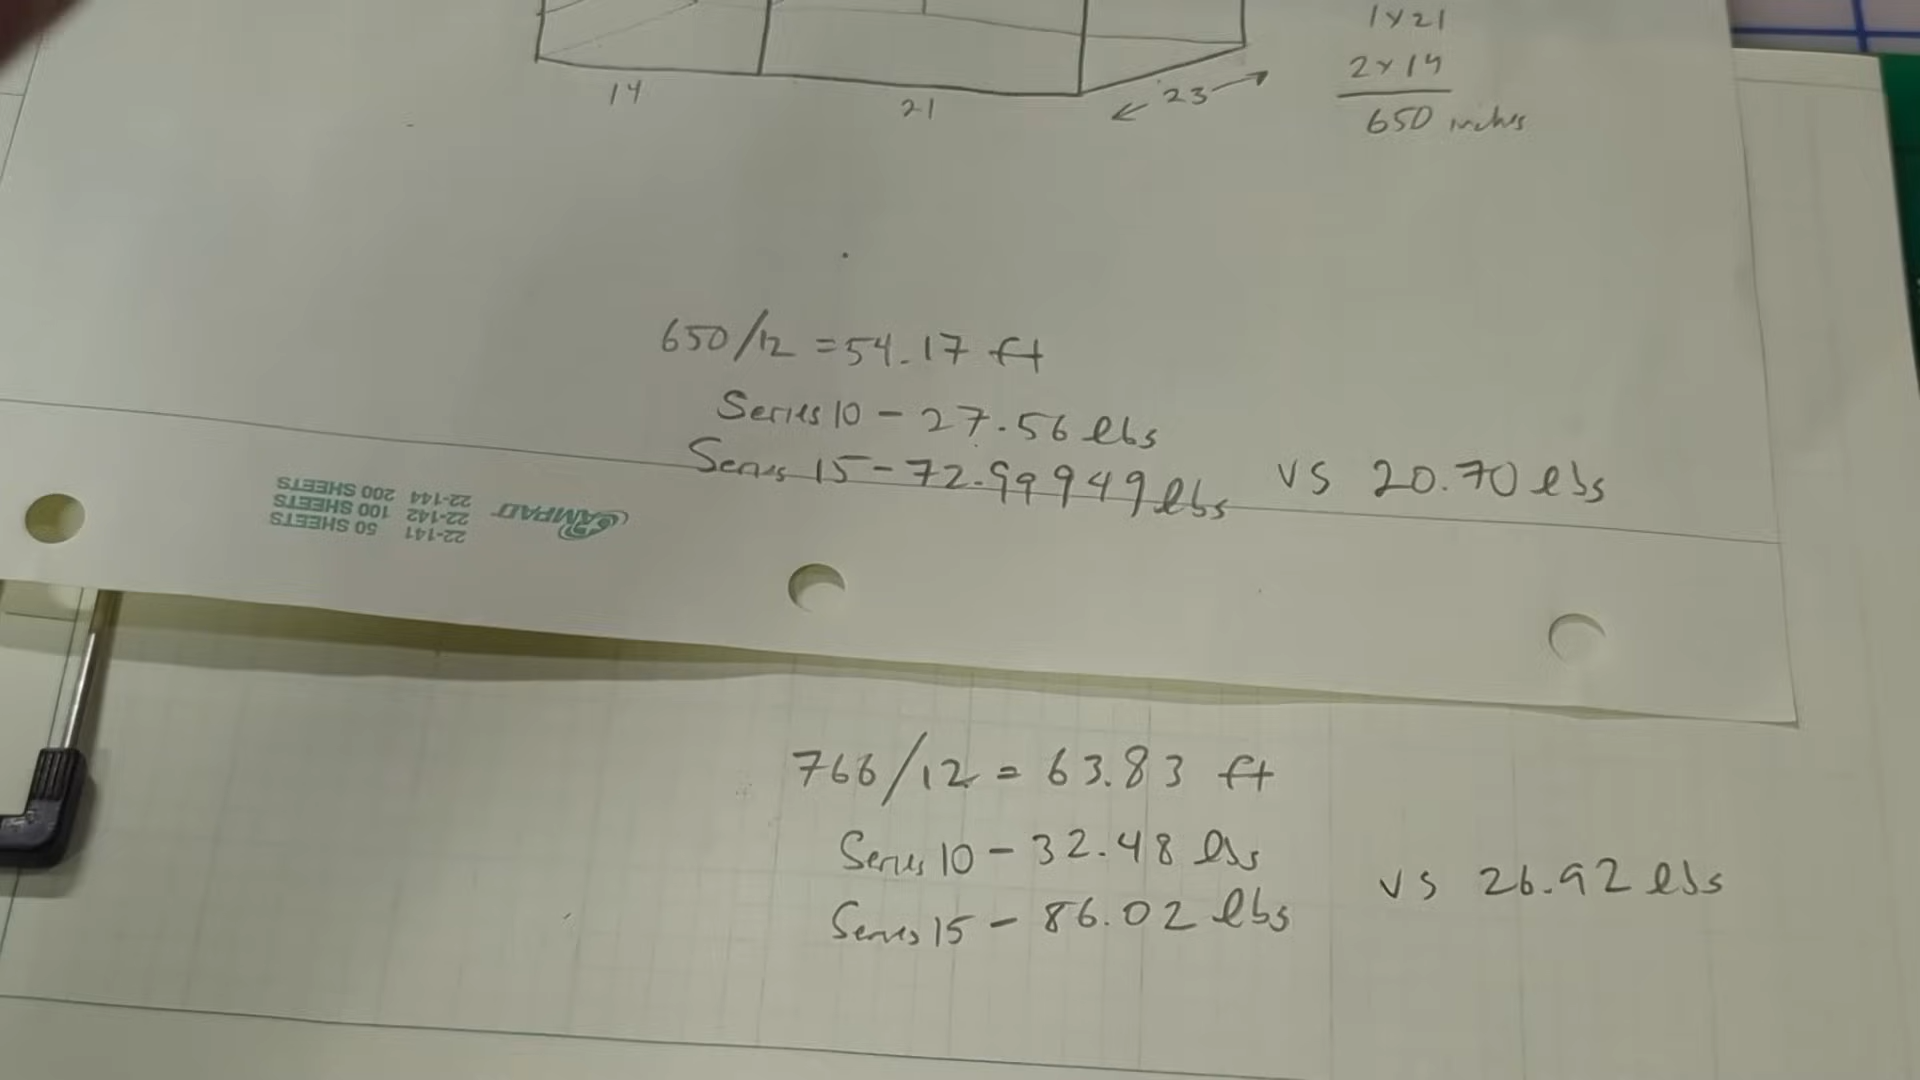 1x21
2x14
650 inches
14
21
23
650/12 = 54.17 ft
Series 10 - 27.56 lbs
Series 15 - 72.99949 lbs vs 20.70 lbs
AMPAD
22-141 50 SHEETS
22-142 100 SHEETS
22-144 200 SHEETS
766/12 = 63.83 ft
Series 10 - 32.48 lbs
Series 15 - 86.02 lbs vs 26.92 lbs